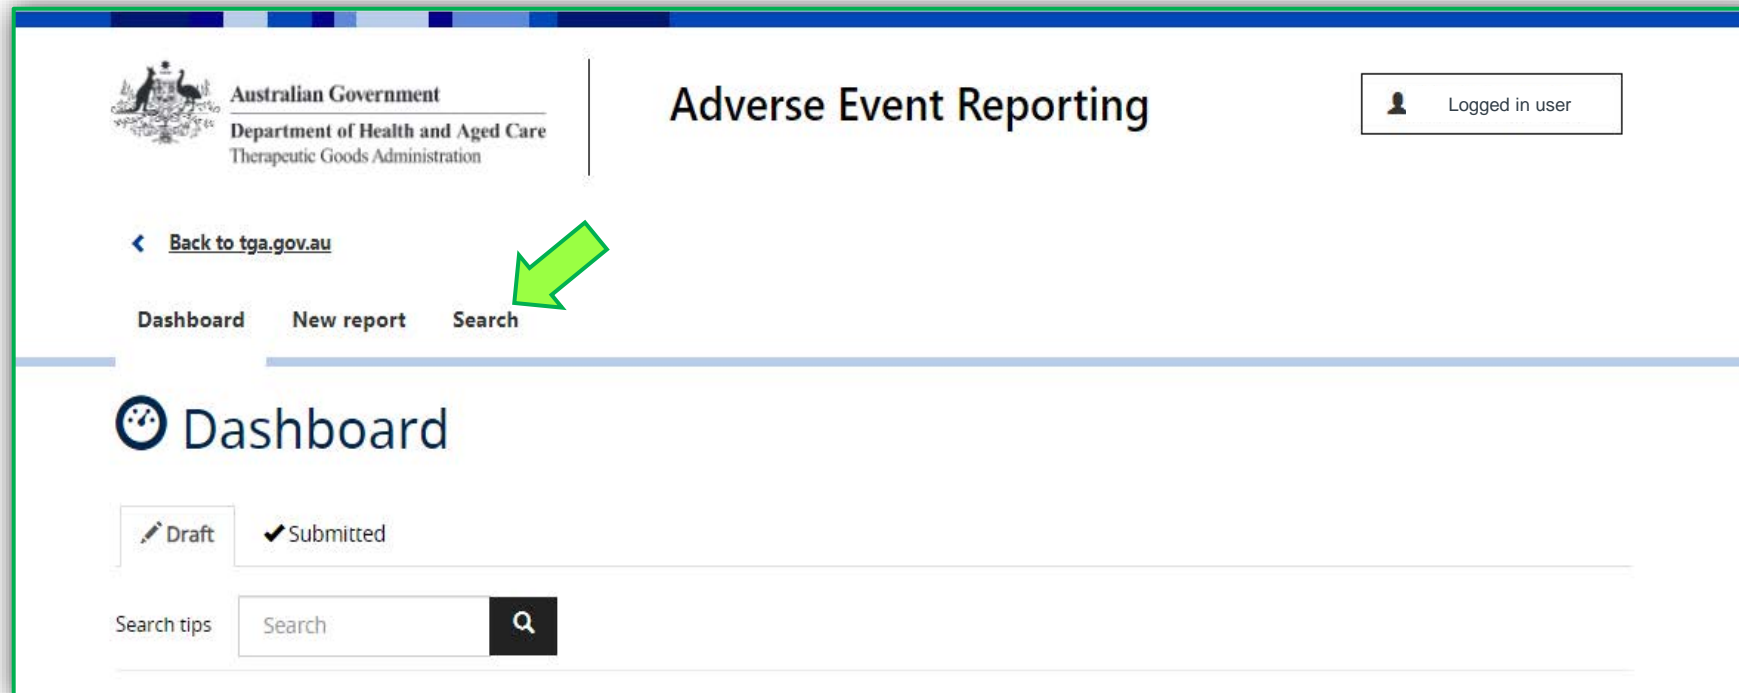 Australian Government
Department of Health and Aged Care
Therapeutic Goods Administration
Adverse Event Reporting
Logged in user
Back to tga.gov.au
Dashboard New report Search
Dashboard
Draft Submitted
Search tips Search